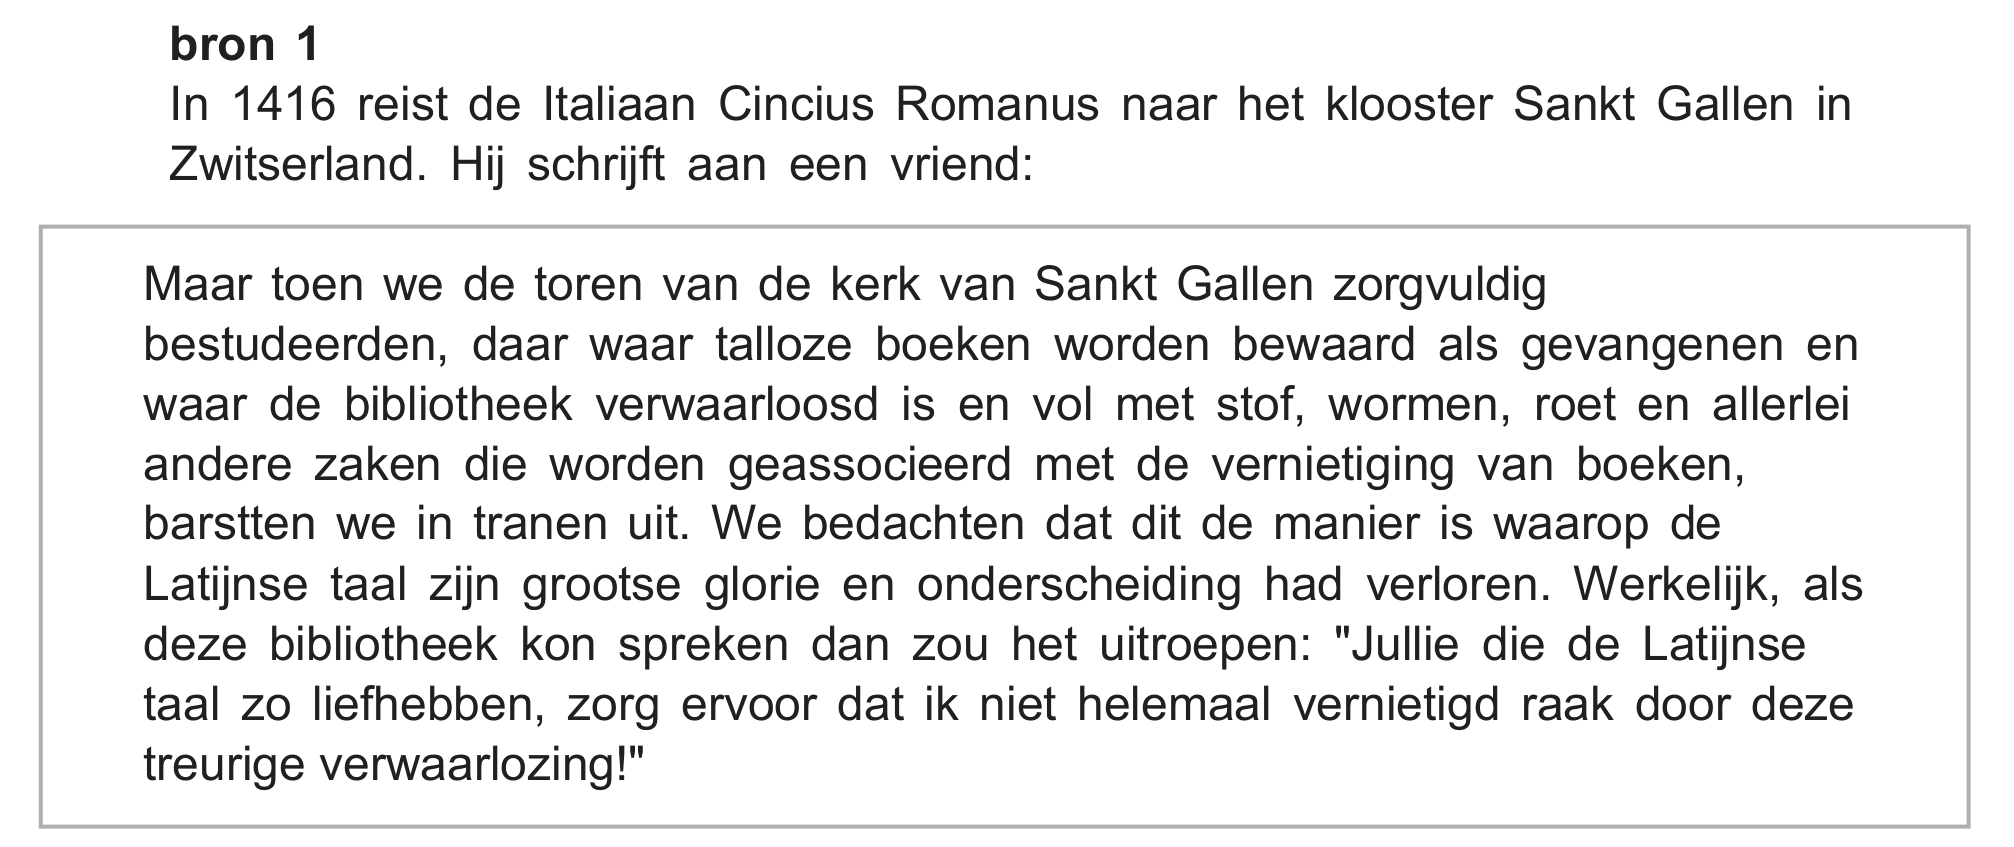 bron 1
In 1416 reist de Italiaan Cincius Romanus naar het klooster Sankt Gallen in
Zwitserland. Hij schrijft aan een vriend:
Maar toen we de toren van de kerk van Sankt Gallen zorgvuldig
bestudeerden, daar waar talloze boeken worden bewaard als gevangenen en
waar de bibliotheek verwaarloosd is en vol met stof, wormen, roet en allerlei
andere zaken die worden geassocieerd met de vernietiging van boeken,
barstten we in tranen uit. We bedachten dat dit de manier is waarop de
Latijnse taal zijn grootse glorie en onderscheiding had verloren. Werkelijk, als
deze bibliotheek kon spreken dan zou het uitroepen: "Jullie die de Latijnse
taal zo liefhebben, zorg ervoor dat ik niet helemaal vernietigd raak door deze
treurige verwaarlozing!"